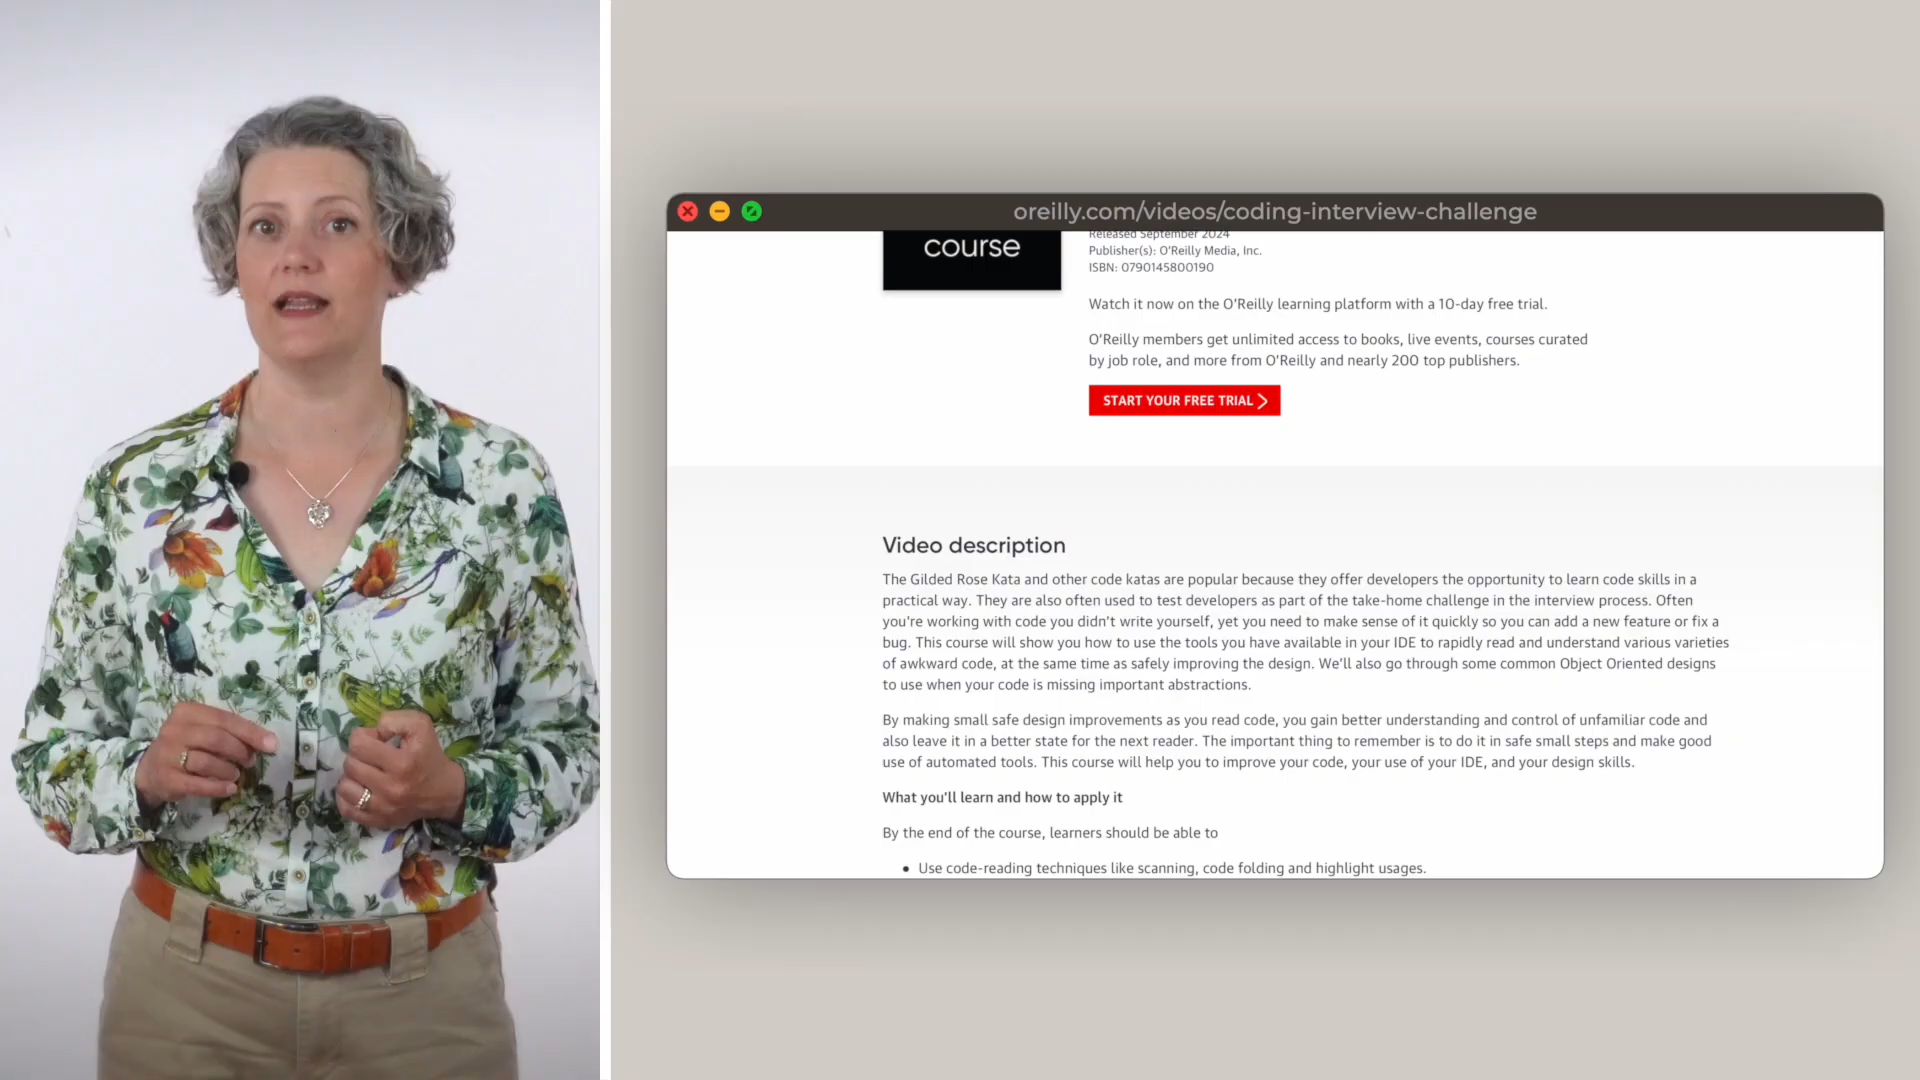 oreilly.com/videos/coding-interview-challenge
course
Released September 2024
Publisher(s): O'Reilly Media, Inc.
ISBN: 0790145800190
Watch it now on the O'Reilly learning platform with a 10-day free trial.
O'Reilly members get unlimited access to books, live events, courses curated
by job role, and more from O'Reilly and nearly 200 top publishers.
START YOUR FREE TRIAL
Video description
The Gilded Rose Kata and other code katas are popular because they offer developers the opportunity to learn code skills in a
practical way. They are also often used to test developers as part of the take-home challenge in the interview process. Often
you're working with code you didn't write yourself, yet you need to make sense of it quickly so you can add a new feature or fix a
bug. This course will show you how to use the tools you have available in your IDE to rapidly read and understand various varieties
of awkward code, at the same time as safely improving the design. We'll also go through some common Object Oriented designs
to use when your code is missing important abstractions.
By making small safe design improvements as you read code, you gain better understanding and control of unfamiliar code and
also leave it in a better state for the next reader. The important thing to remember is to do it in safe small steps and make good
use of automated tools. This course will help you to improve your code, your use of your IDE, and your design skills.
What you'll learn and how to apply it
By the end of the course, learners should be able to
• Use code-reading techniques like scanning, code folding and highlight usages.